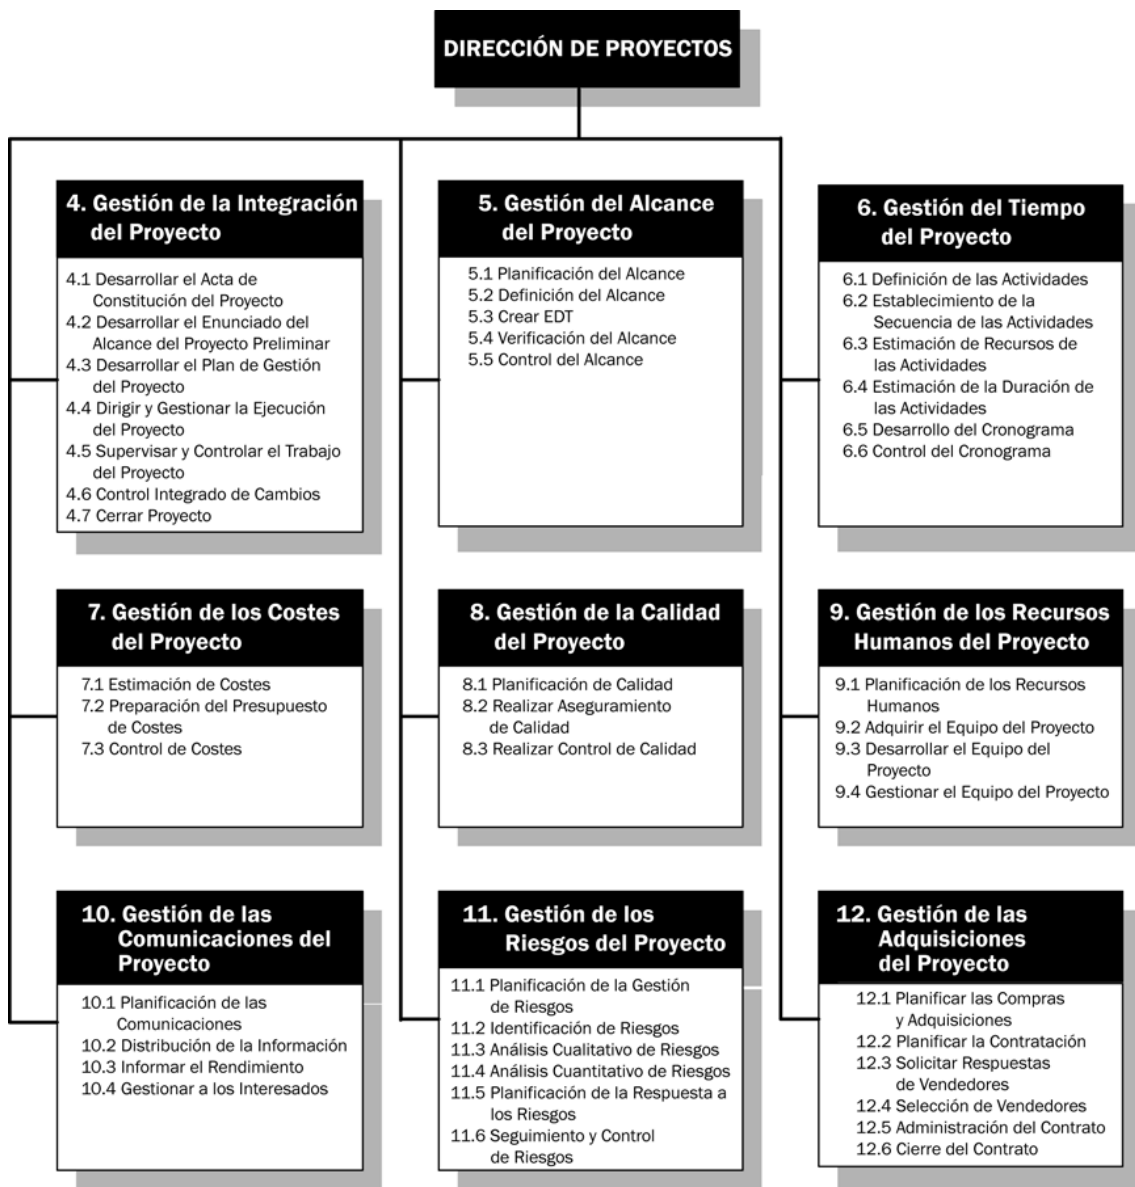 DIRECCIÓN DE PROYECTOS
4. Gestión de la Integración
del Proyecto
4.1 Desarrollar el Acta de
Constitución del Proyecto
4.2 Desarrollar el Enunciado del
Alcance del Proyecto Preliminar
4.3 Desarrollar el Plan de Gestión
del Proyecto
4.4 Dirigir y Gestionar la Ejecución
del Proyecto
4.5 Supervisar y Controlar el Trabajo
del Proyecto
4.6 Control Integrado de Cambios
4.7 Cerrar Proyecto
5. Gestión del Alcance
del Proyecto
5.1 Planificación del Alcance
5.2 Definición del Alcance
5.3 Crear EDT
5.4 Verificación del Alcance
5.5 Control del Alcance
6. Gestión del Tiempo
del Proyecto
6.1 Definición de las Actividades
6.2 Establecimiento de la
Secuencia de las Actividades
6.3 Estimación de Recursos de
las Actividades
6.4 Estimación de la Duración de
las Actividades
6.5 Desarrollo del Cronograma
6.6 Control del Cronograma
7. Gestión de los Costes
del Proyecto
7.1 Estimación de Costes
7.2 Preparación del Presupuesto
de Costes
7.3 Control de Costes
8. Gestión de la Calidad
del Proyecto
8.1 Planificación de Calidad
8.2 Realizar Aseguramiento
de Calidad
8.3 Realizar Control de Calidad
9. Gestión de los Recursos
Humanos del Proyecto
9.1 Planificación de los Recursos
Humanos
9.2 Adquirir el Equipo del Proyecto
9.3 Desarrollar el Equipo del
Proyecto
9.4 Gestionar el Equipo del Proyecto
10. Gestión de las
Comunicaciones del
Proyecto
10.1 Planificación de las
Comunicaciones
10.2 Distribución de la Información
10.3 Informar el Rendimiento
10.4 Gestionar a los Interesados
11. Gestión de los
Riesgos del Proyecto
11.1 Planificación de la Gestión
de Riesgos
11.2 Identificación de Riesgos
11.3 Análisis Cualitativo de Riesgos
11.4 Análisis Cuantitativo de Riesgos
11.5 Planificación de la Respuesta a
los Riesgos
11.6 Seguimiento y Control
de Riesgos
12. Gestión de las
Adquisiciones
del Proyecto
12.1 Planificar las Compras
y Adquisiciones
12.2 Planificar la Contratación
12.3 Solicitar Respuestas
de Vendedores
12.4 Selección de Vendedores
12.5 Administración del Contrato
12.6 Cierre del Contrato